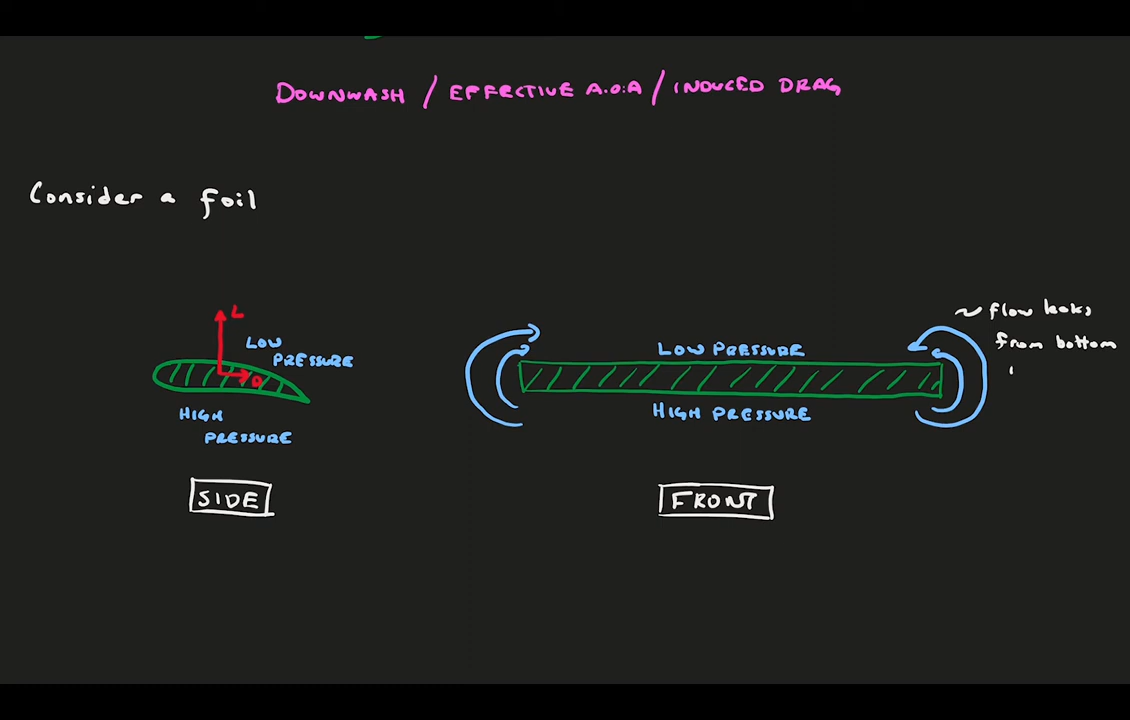 DOWNWASH / EFFECTIVE A.O.A / INDUCED DRAG
Consider a foil
L
LOW
PRESSURE
D
HIGH
PRESSURE
SIDE
LOW PRESSURE
HIGH PRESSURE
FRONT
~ flow leaks
from bottom